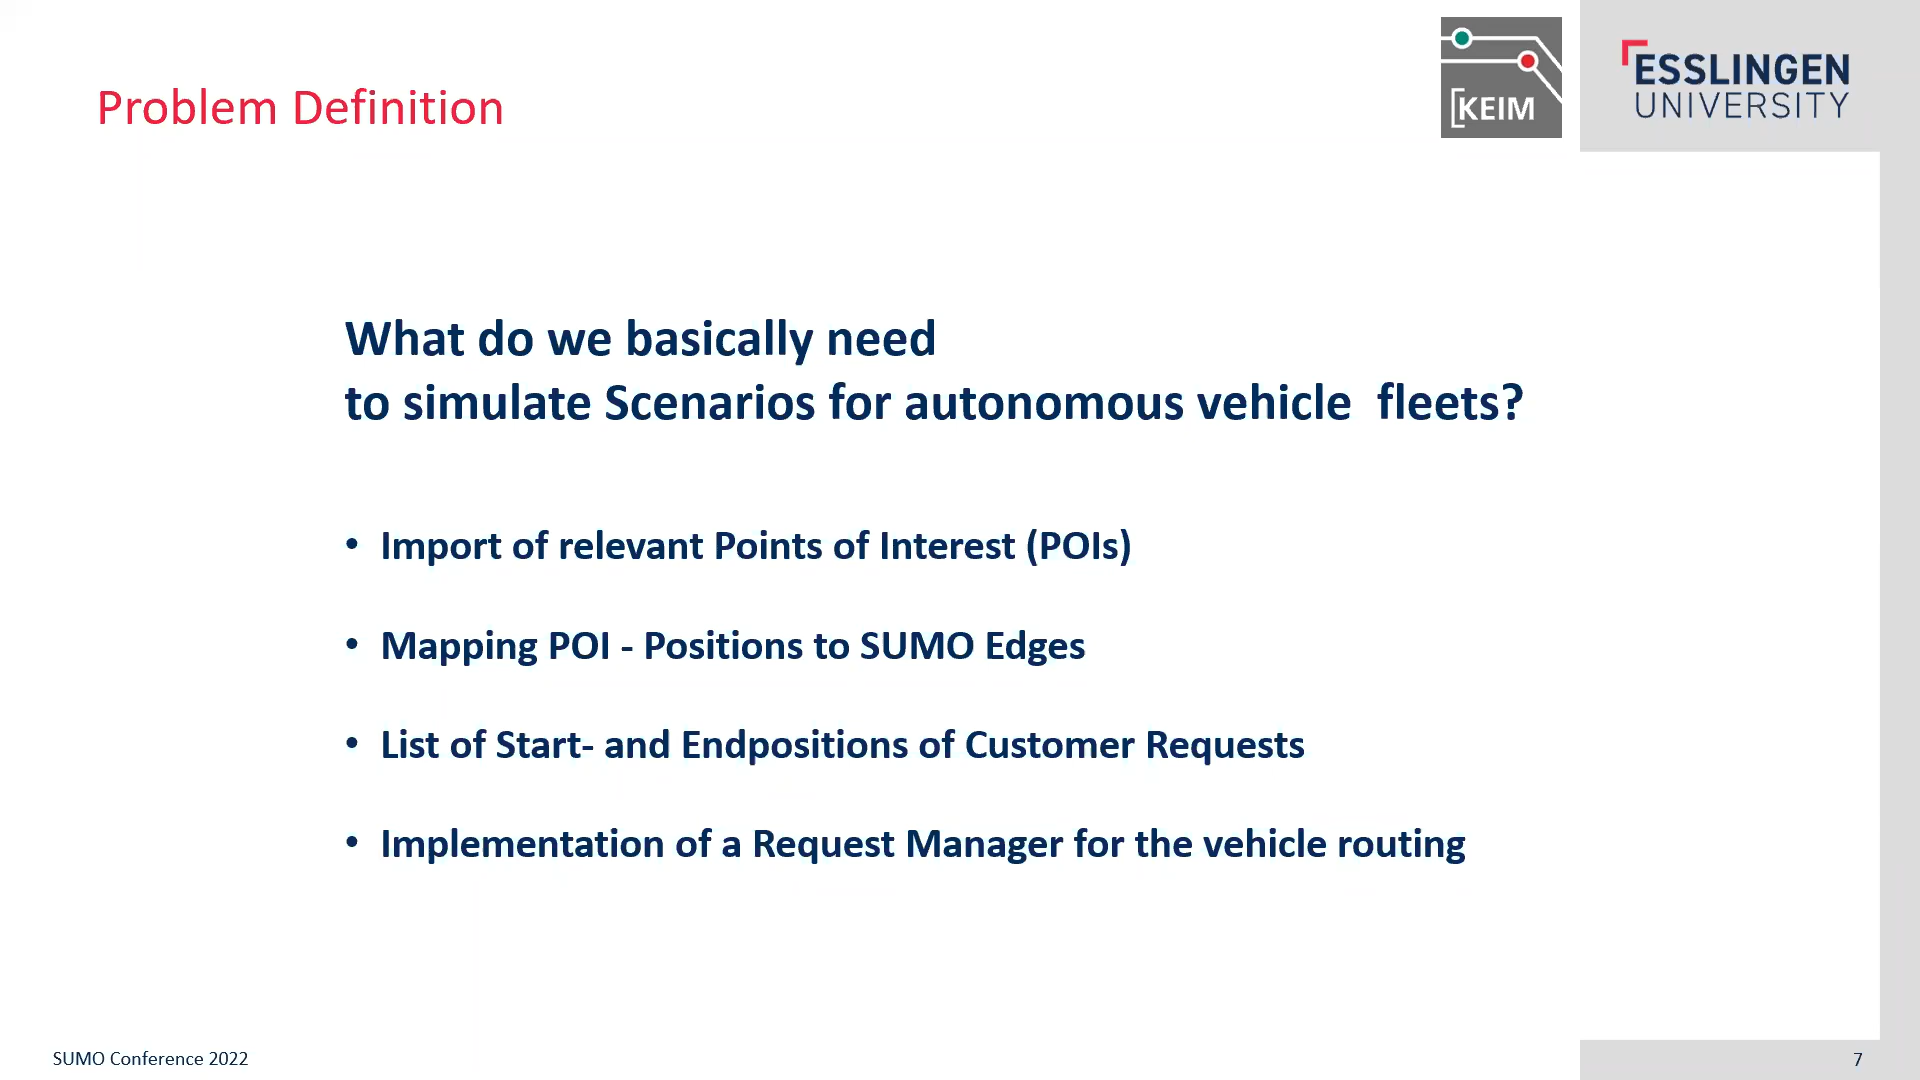 Problem Definition
KEIM
ESSLINGEN
UNIVERSITY
What do we basically need
to simulate Scenarios for autonomous vehicle  fleets?
• Import of relevant Points of Interest (POIs)
• Mapping POI - Positions to SUMO Edges
• List of Start- and Endpositions of Customer Requests
• Implementation of a Request Manager for the vehicle routing
SUMO Conference 2022
7